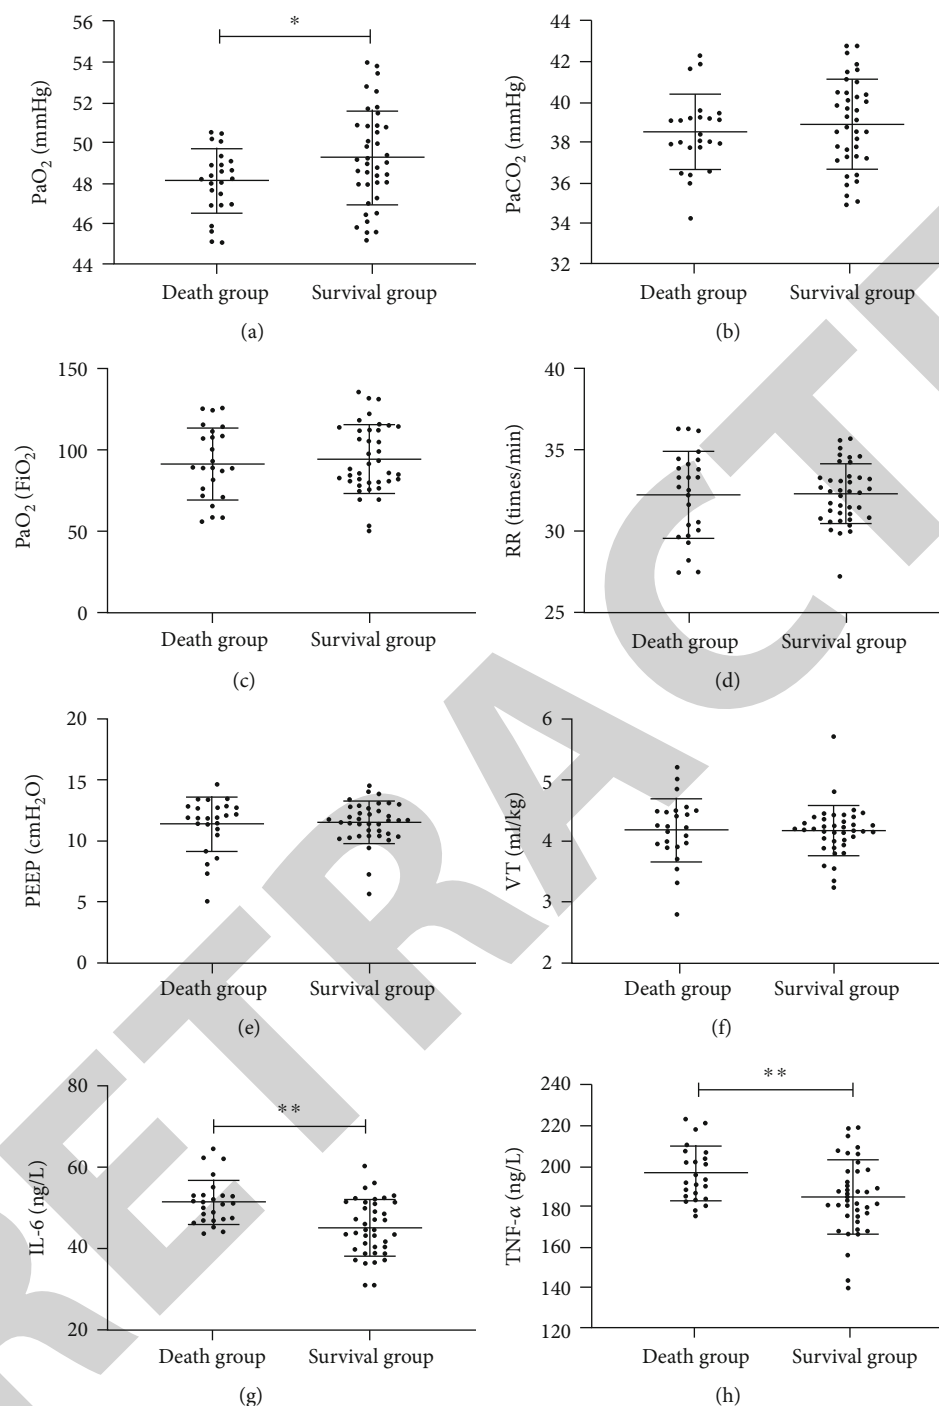 56
54
52
50
48
46
44
PaO₂ (mmHg)
*
Death group
Survival group
(a)
44
42
40
38
36
34
32
PaCO₂ (mmHg)
Death group
Survival group
(b)
150
100
50
0
PaO₂ (FiO₂)
Death group
Survival group
(c)
40
35
30
25
RR (times/min)
Death group
Survival group
(d)
20
15
10
5
0
PEEP (cmH₂O)
Death group
Survival group
(e)
6
5
4
3
2
VT (ml/kg)
Death group
Survival group
(f)
80
60
40
20
IL-6 (ng/L)
**
Death group
Survival group
(g)
240
220
200
180
160
140
120
TNF-α (ng/L)
**
Death group
Survival group
(h)
RETRACTE